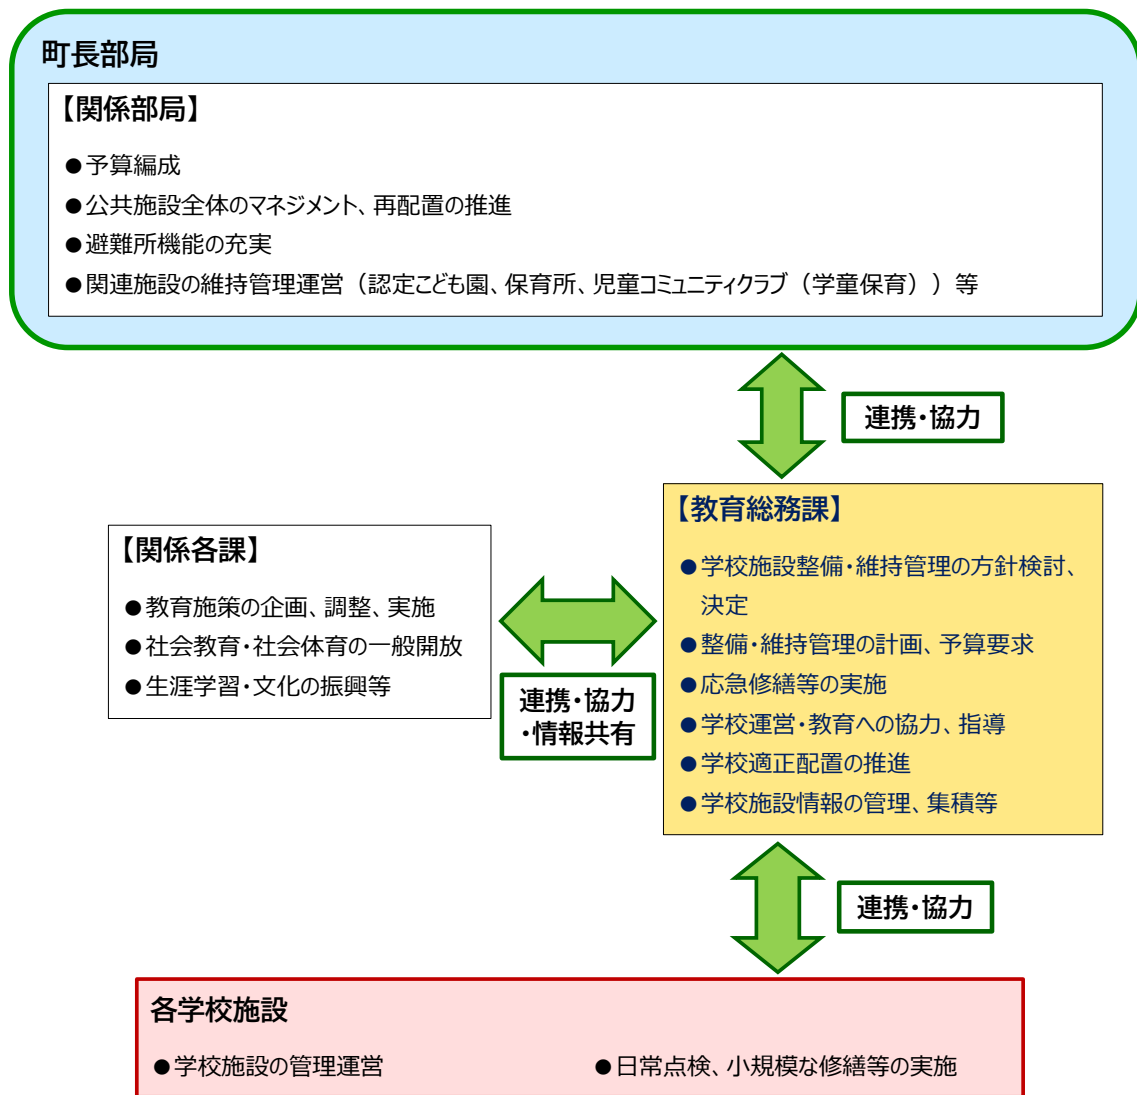 町長部局
【関係部局】
●予算編成
●公共施設全体のマネジメント、再配置の推進
●避難所機能の充実
●関連施設の維持管理運営（認定こども園、保育所、児童コミュニティクラブ（学童保育））等
連携・協力
【関係各課】
●教育施策の企画、調整、実施
●社会教育・社会体育の一般開放
●生涯学習・文化の振興等
連携・協力
・情報共有
【教育総務課】
●学校施設整備・維持管理の方針検討、
決定
●整備・維持管理の計画、予算要求
●応急修繕等の実施
●学校運営・教育への協力、指導
●学校適正配置の推進
●学校施設情報の管理、集積等
連携・協力
各学校施設
●学校施設の管理運営
●日常点検、小規模な修繕等の実施